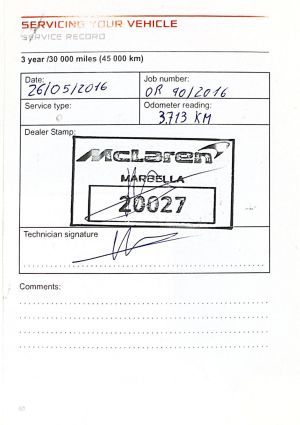 SERVICING YOUR VEHICLE
SERVICE RECORD
3 year /30 000 miles (45 000 km)
Date:
26/05/2016
Job number:
OR 90/2016
Service type:
Odometer reading:
3.713 KM
Dealer Stamp:
McLaren
MARBELLA
20027
Technician signature
Comments: